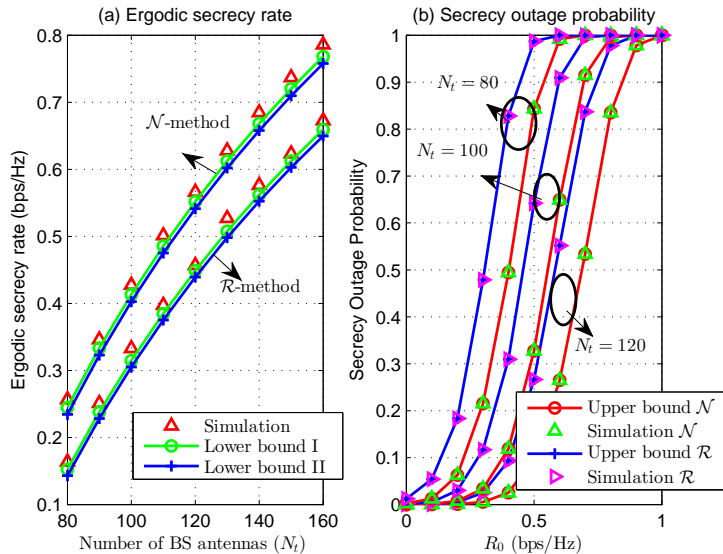 (a) Ergodic secrecy rate
Ergodic secrecy rate (bps/Hz)
0.8
0.7
0.6
0.5
0.4
0.3
0.2
0.1
80
100
120
140
160
Number of BS antennas (N_t)
𝒩-method
ℛ-method
Simulation
Lower bound I
Lower bound II
(b) Secrecy outage probability
Secrecy Outage Probability
1
0.9
0.8
0.7
0.6
0.5
0.4
0.3
0.2
0.1
0
0
0.5
1
R_0 (bps/Hz)
N_t = 80
N_t = 100
N_t = 120
Upper bound 𝒩
Simulation 𝒩
Upper bound ℛ
Simulation ℛ